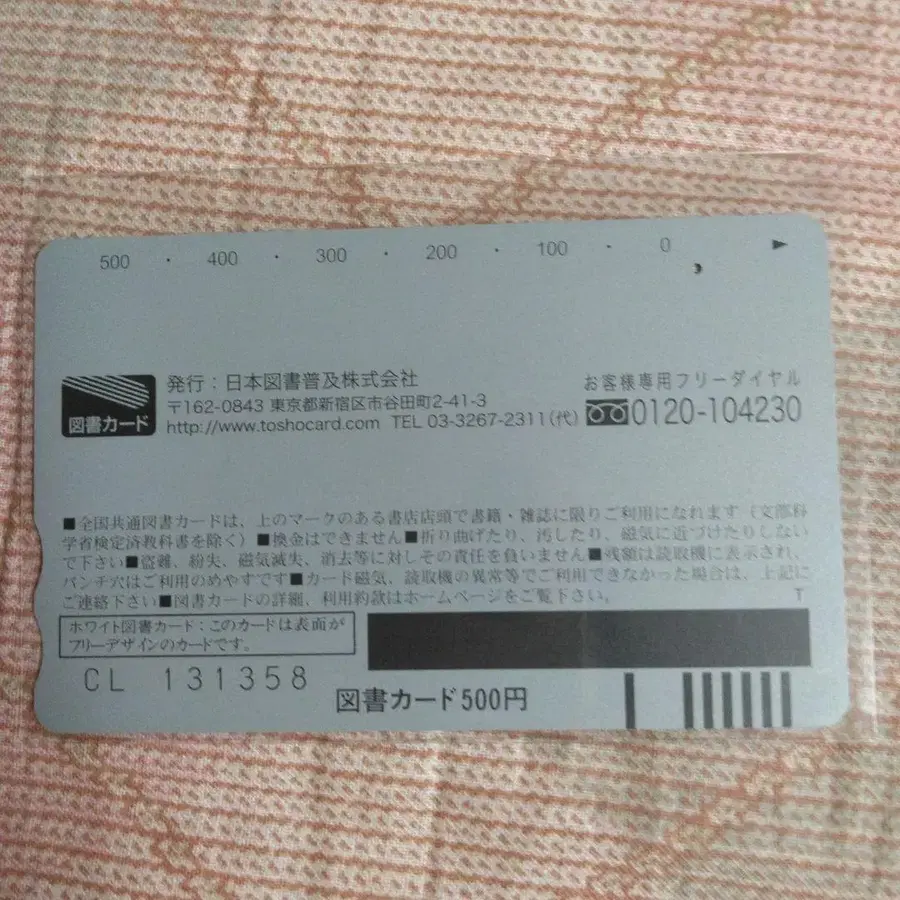 500 ・ 400 ・ 300 ・ 200 ・ 100 ・ 0 ▶
図書カード
発行:日本図書普及株式会社
〒162-0843 東京都新宿区市谷田町2-41-3
http://www.toshocard.com TEL 03-3267-2311(代)
お客様専用フリーダイヤル
0120-104230
■全国共通図書カードは、上のマークのある書店店頭で書籍・雑誌に限りご利用になれます(文部科
学省検定済教科書を除く)■換金はできません■折り曲げたり、汚したり、磁気に近づけたりしない
で下さい■盗難、紛失、磁気滅失、消去等に対しその責任を負いません■残額は読取機に表示され、
パンチ穴はご利用のめやすです■カード磁気、読取機の異常等でご利用できなかった場合は、上記に
ご連絡下さい■図書カードの詳細、利用約款はホームページをご覧下さい。
T
ホワイト図書カード:このカードは表面が
フリーデザインのカードです。
CL 131358
図書カード500円